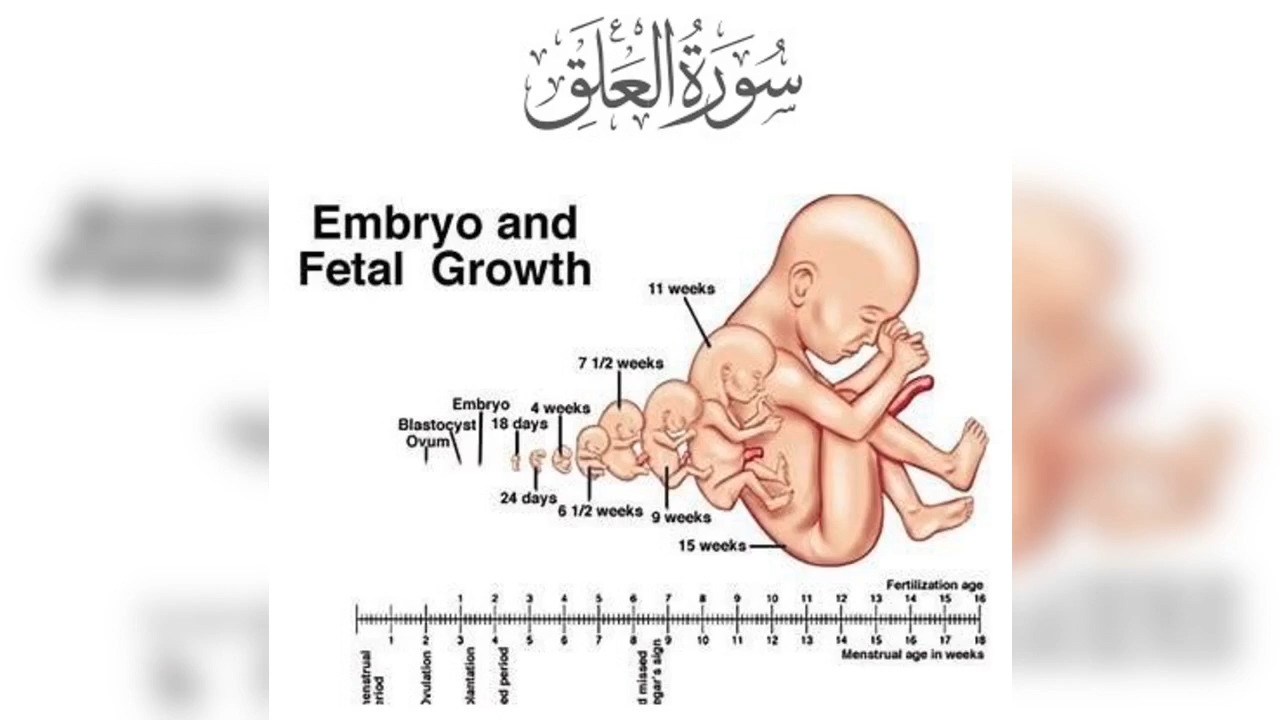 سُورَةُ العَلَقِ
Embryo and
Fetal Growth
11 weeks
7 1/2 weeks
Embryo
4 weeks
Blastocyst
18 days
Ovum
24 days
6 1/2 weeks
9 weeks
15 weeks
Fertilization age
1 2 3 4 5 6 7 8 9 10 11 12 13 14 15 16
1 2 3 4 5 6 7 8 9 10 11 12 13 14 15 16 17 18
Menstrual age in weeks